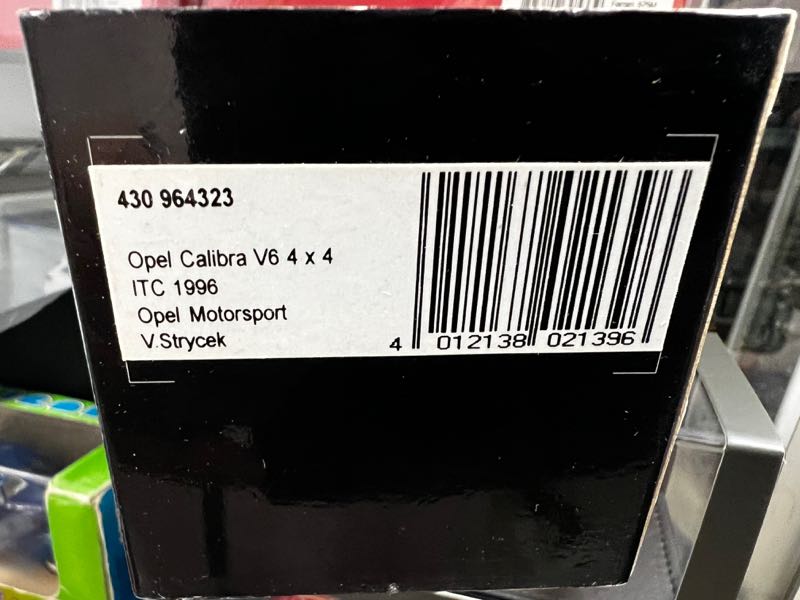 430 964323
Opel Calibra V6 4 x 4
ITC 1996
Opel Motorsport
V.Strycek
4 012138 021396